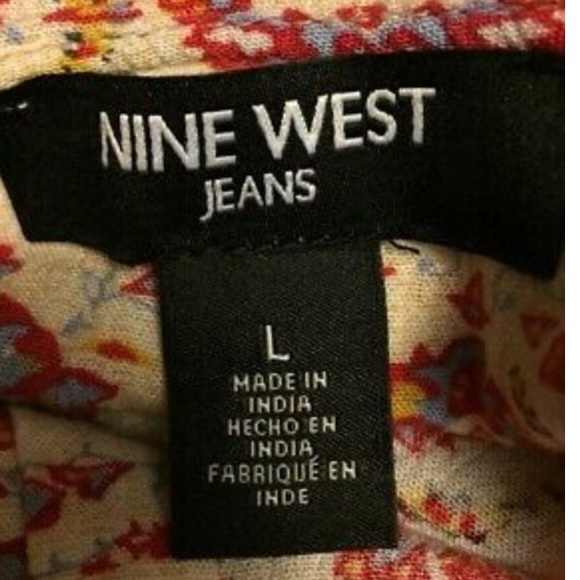 NINE WEST
JEANS
L
MADE IN
INDIA
HECHO EN
INDIA
FABRIQUÉ EN
INDE